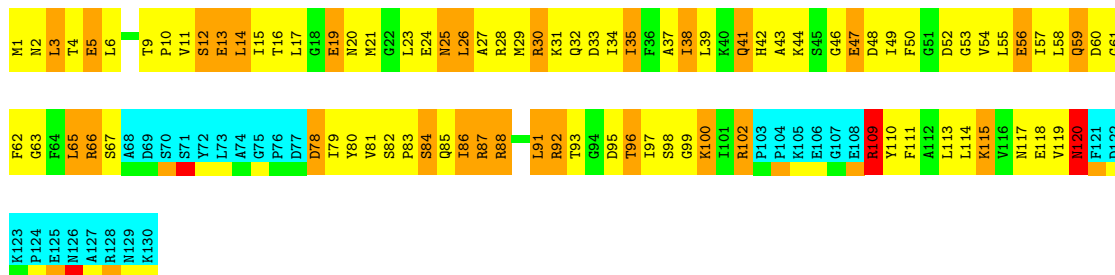 M1 N2 L3 T4 E5 L6 T9 P10 V11 S12 E13 L14 I15 T16 L17 G18 E19 N20 M21 G22 L23 E24 N25 L26 A27 R28 M29 R30 K31 Q32 D33 I34 I35 F36 A37 I38 L39 K40 Q41 H42 A43 K44 S45 G46 E47 D48 I49 F50 G51 D52 G53 V54 L55 E56 I57 L58 Q59 D60 G61
F62 G63 F64 L65 R66 S67 A68 D69 S70 S71 Y72 L73 A74 G75 P76 D77 D78 I79 Y80 V81 S82 P83 S84 Q85 I86 R87 R88 L91 R92 T93 G94 D95 T96 I97 S98 G99 K100 I101 R102 P103 P104 K105 E106 G107 E108 R109 Y110 F111 A112 L113 L114 K115 V116 N117 E118 V119 N120 F121 D122
K123 P124 E125 N126 A127 R128 N129 K130